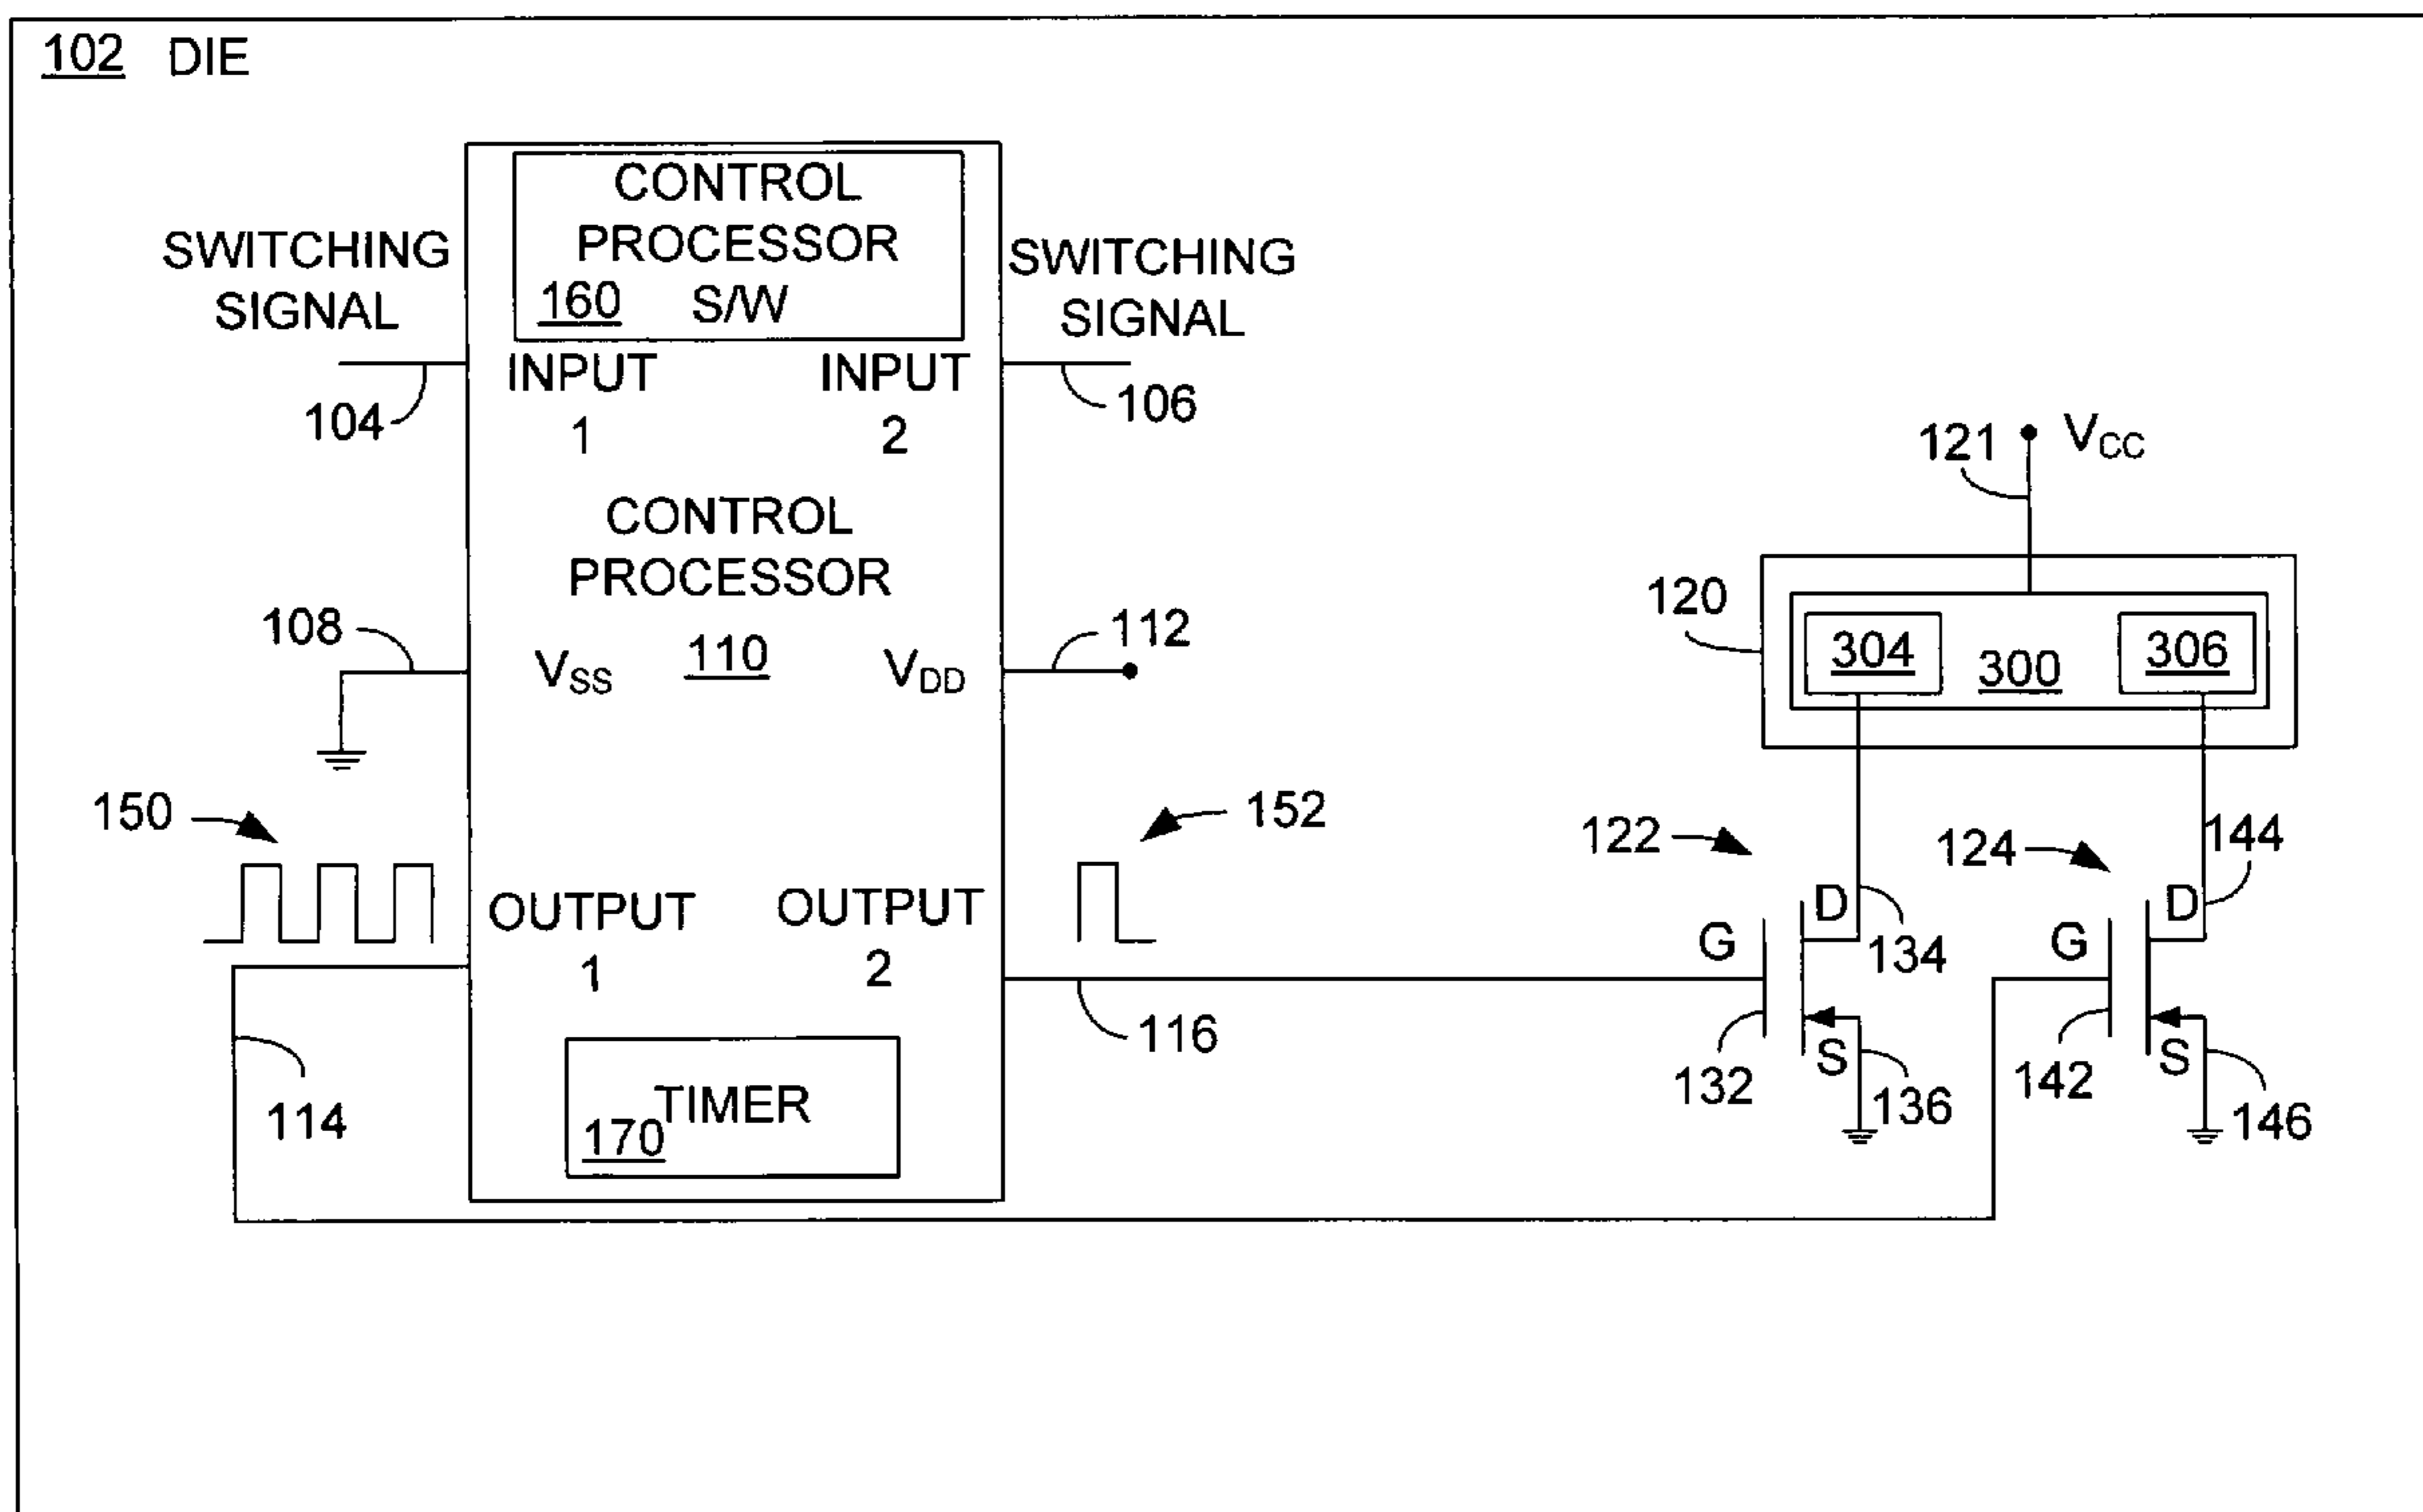 102 DIE
CONTROL
PROCESSOR
160 S/W
SWITCHING
SIGNAL
SWITCHING
SIGNAL
104
INPUT
1
INPUT
2
106
CONTROL
PROCESSOR
110
108
VSS
VDD
112
121
VCC
120
304
300
306
150
152
OUTPUT
1
OUTPUT
2
114
116
TIMER
170
122
124
144
G
D
134
132
S
136
G
D
142
S
146